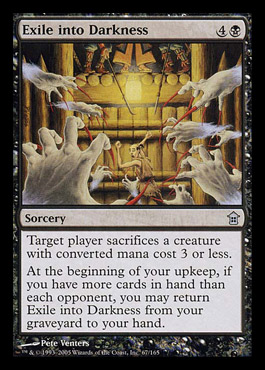 Exile into Darkness 4
Sorcery
Target player sacrifices a creature
with converted mana cost 3 or less.
At the beginning of your upkeep, if
you have more cards in hand than
each opponent, you may return
Exile into Darkness from your
graveyard to your hand.
Pete Venters
™ & © 1993–2005 Wizards of the Coast, Inc. 67/165